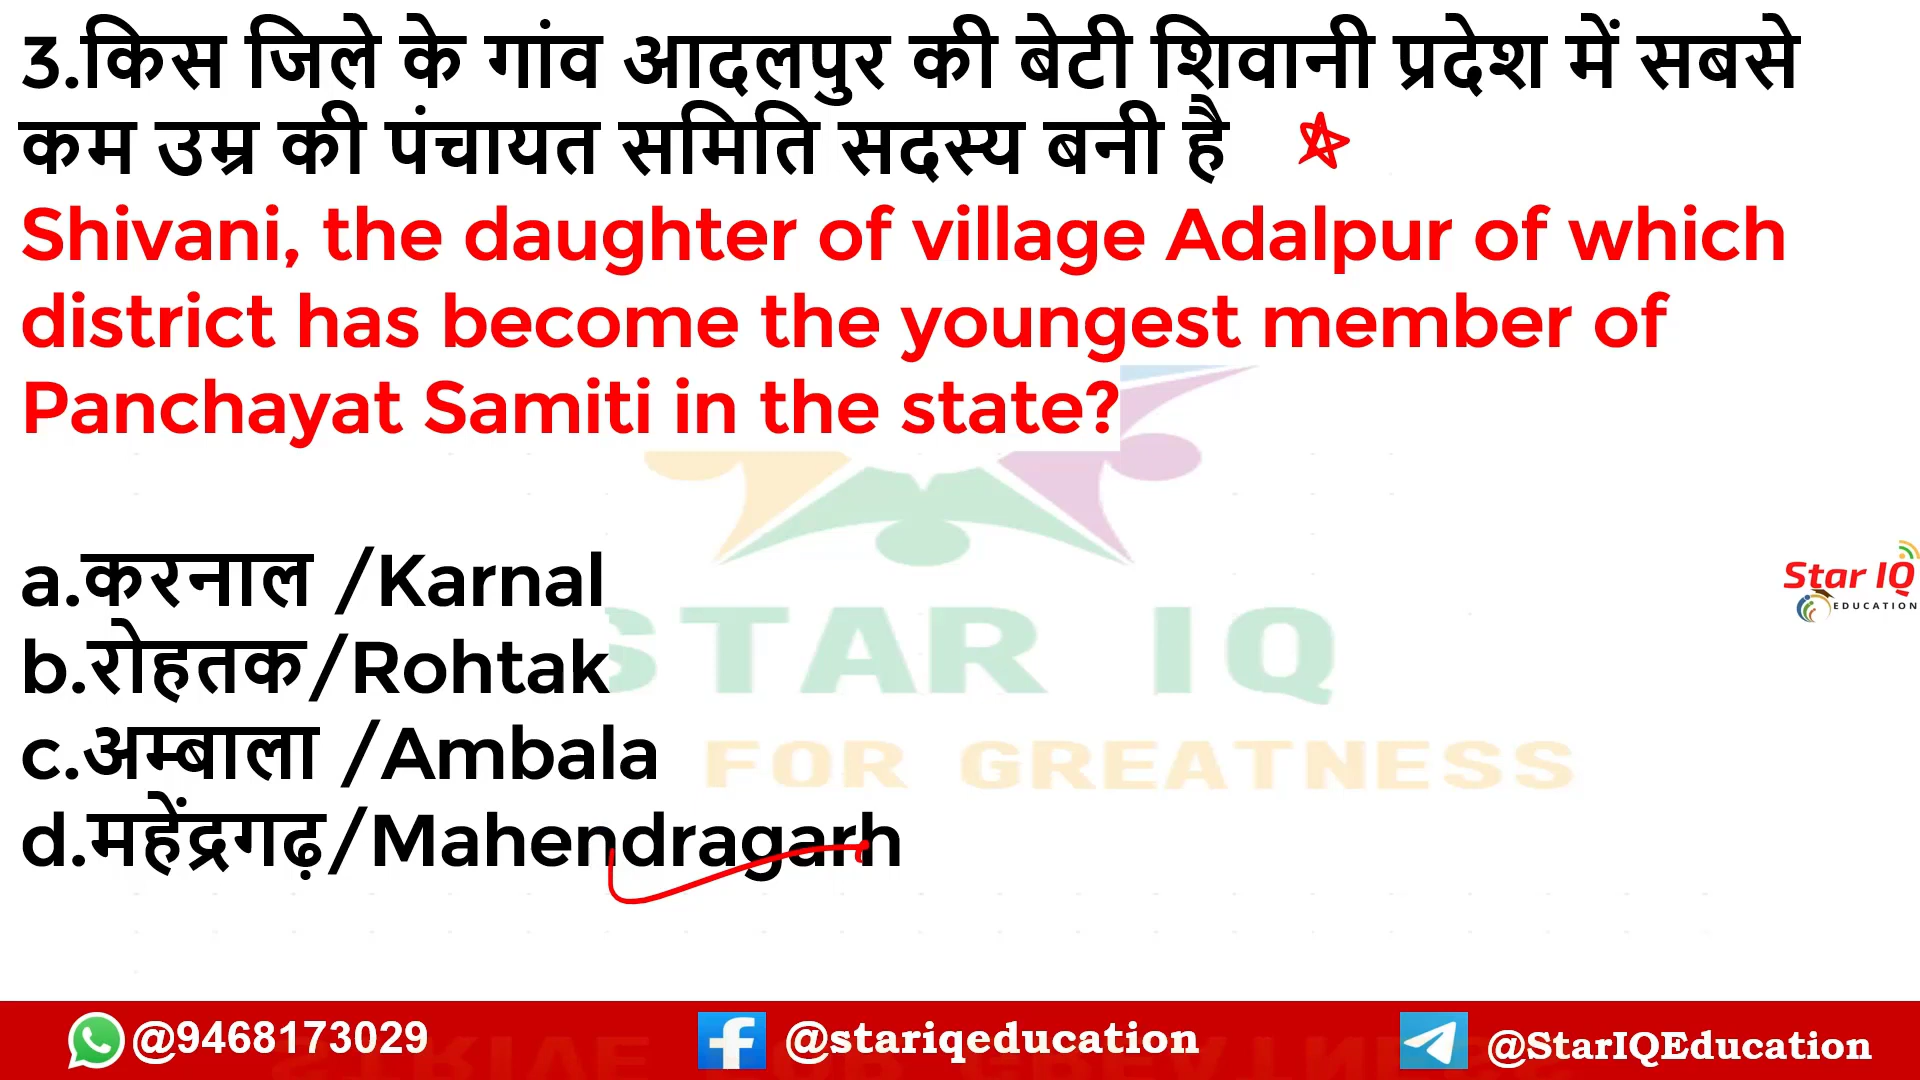 3.किस जिले के गांव आदलपुर की बेटी शिवानी प्रदेश में सबसे
कम उम्र की पंचायत समिति सदस्य बनी है
Shivani, the daughter of village Adalpur of which
district has become the youngest member of
Panchayat Samiti in the state?
a.करनाल /Karnal
b.रोहतक/Rohtak
c.अम्बाला /Ambala
d.महेंद्रगढ़/Mahendragarh
STAR IQ
FOR GREATNESS
Star IQ
EDUCATION
@9468173029
@stariqeducation
@StarIQEducation